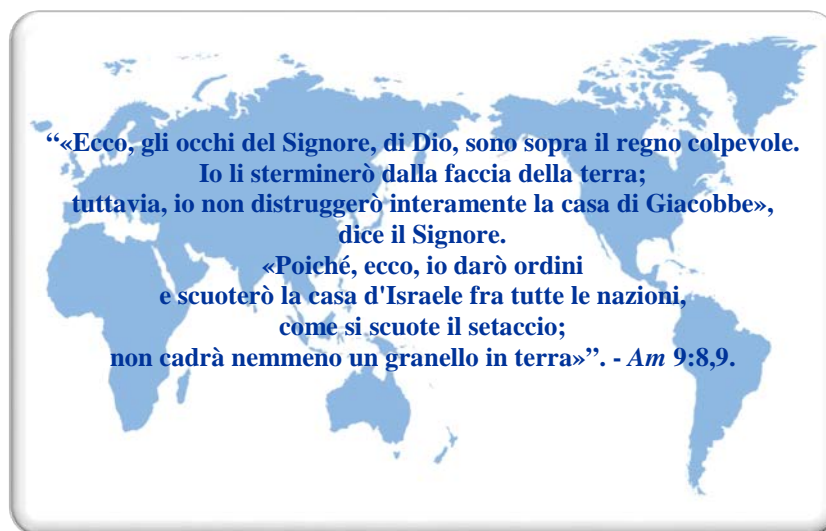 “«Ecco, gli occhi del Signore, di Dio, sono sopra il regno colpevole.
Io li sterminerò dalla faccia della terra;
tuttavia, io non distruggerò interamente la casa di Giacobbe»,
dice il Signore.
«Poiché, ecco, io darò ordini
e scuoterò la casa d'Israele fra tutte le nazioni,
come si scuote il setaccio;
non cadrà nemmeno un granello in terra»”. - Am 9:8,9.